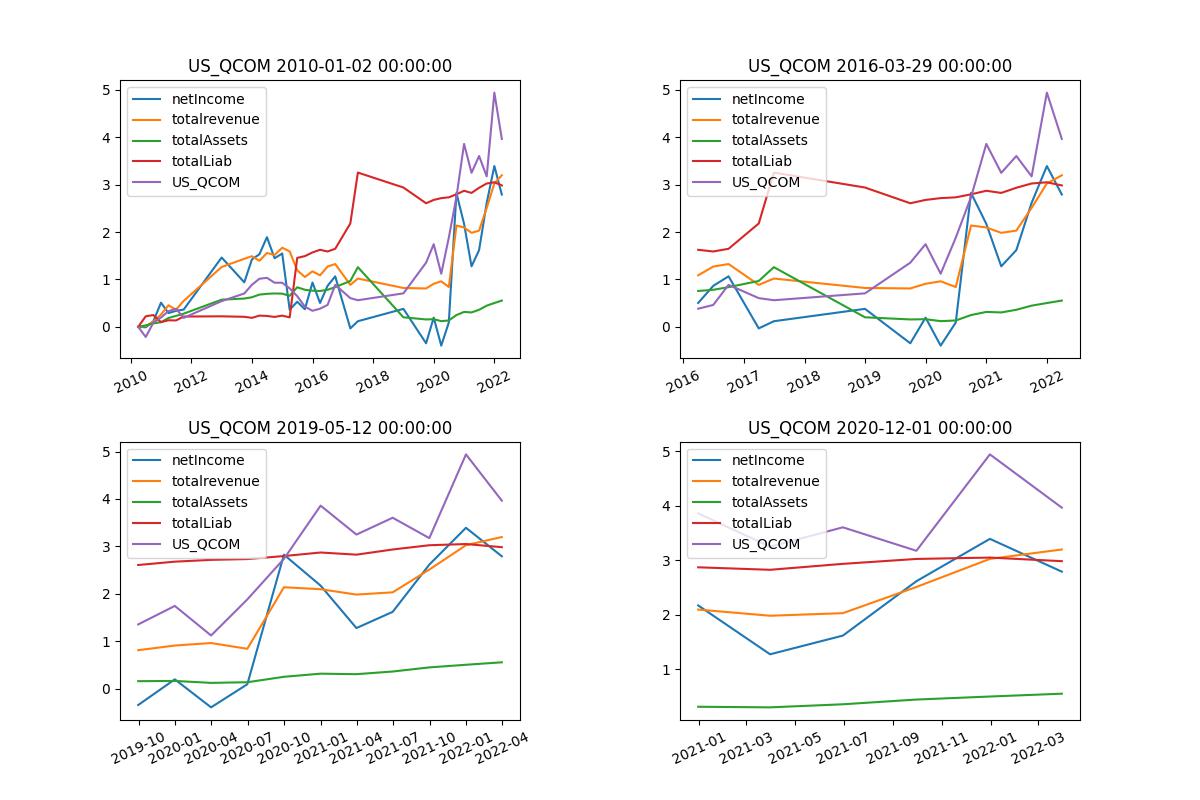 US_QCOM 2010-01-02 00:00:00
5
4
3
2
1
0
netIncome
totalrevenue
totalAssets
totalLiab
US_QCOM
2010 2012 2014 2016 2018 2020 2022
US_QCOM 2016-03-29 00:00:00
5
4
3
2
1
0
netIncome
totalrevenue
totalAssets
totalLiab
US_QCOM
2016 2017 2018 2019 2020 2021 2022
US_QCOM 2019-05-12 00:00:00
5
4
3
2
1
0
netIncome
totalrevenue
totalAssets
totalLiab
US_QCOM
2019-10 2020-01 2020-04 2020-07 2020-10 2021-01 2021-04 2021-07 2021-10 2022-01 2022-04
US_QCOM 2020-12-01 00:00:00
5
4
3
2
1
netIncome
totalrevenue
totalAssets
totalLiab
US_QCOM
2021-01 2021-03 2021-05 2021-07 2021-09 2021-11 2022-01 2022-03